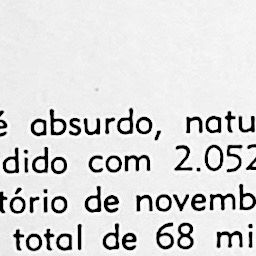 é absurdo, natu
dido com 2.052
tório de novemb
total de 68 mi